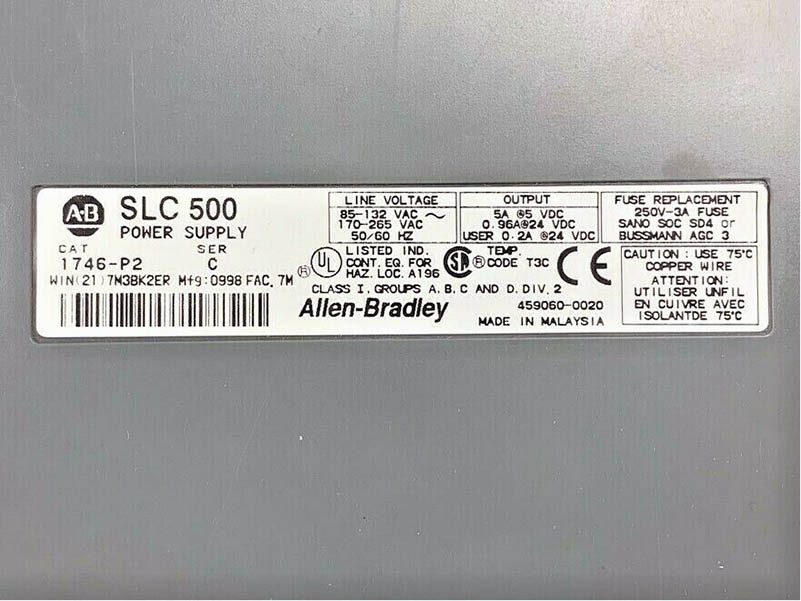 A-B SLC 500
POWER SUPPLY
CAT SER
1746-P2 C
WIN(21)7M3BK2ER Mfg:0998 FAC.7M
LINE VOLTAGE
85-132 VAC ~
170-265 VAC
50/60 HZ
OUTPUT
5A @5 VDC
0.96A@24 VDC
USER 0.2A @24 VDC
FUSE REPLACEMENT
250V-3A FUSE
SANO SOC SD4 or
BUSSMANN AGC 3
UL ® LISTED IND.
CONT. EQ. FOR
HAZ. LOC. A196
SA ® TEMP.
CODE T3C
CE
CLASS I, GROUPS A, B, C AND D, DIV. 2
Allen-Bradley
459060-0020
MADE IN MALAYSIA
CAUTION: USE 75°C
COPPER WIRE
ATTENTION:
UTILISER UNFIL
EN CUIVRE AVEC
ISOLANTDE 75°C